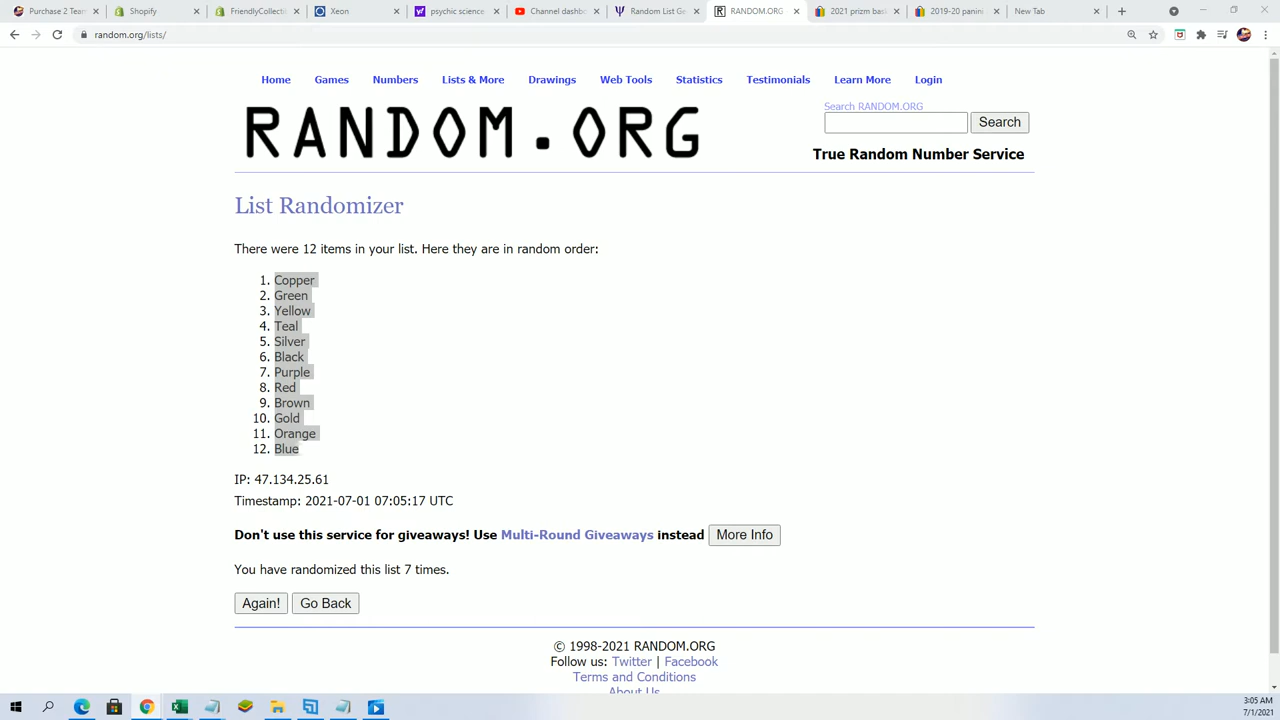 Purchase 2 Team
Shopify
FriendlyCollecti
Xeon
psychic science
Channel dashbo
Random List Ge
RANDOM.ORG
2021 prizm bask
2019-20 panini
New Tab
random.org/lists/
Home Games Numbers Lists & More Drawings Web Tools Statistics Testimonials Learn More Login
RANDOM.ORG
Search RANDOM.ORG
Search
True Random Number Service
List Randomizer
There were 12 items in your list. Here they are in random order:
1. Copper
2. Green
3. Yellow
4. Teal
5. Silver
6. Black
7. Purple
8. Red
9. Brown
10. Gold
11. Orange
12. Blue
IP: 47.134.25.61
Timestamp: 2021-07-01 07:05:17 UTC
Don't use this service for giveaways! Use Multi-Round Giveaways instead More Info
You have randomized this list 7 times.
Again! Go Back
© 1998-2021 RANDOM.ORG
Follow us: Twitter | Facebook
Terms and Conditions
About Us
3:05 AM
7/1/2021